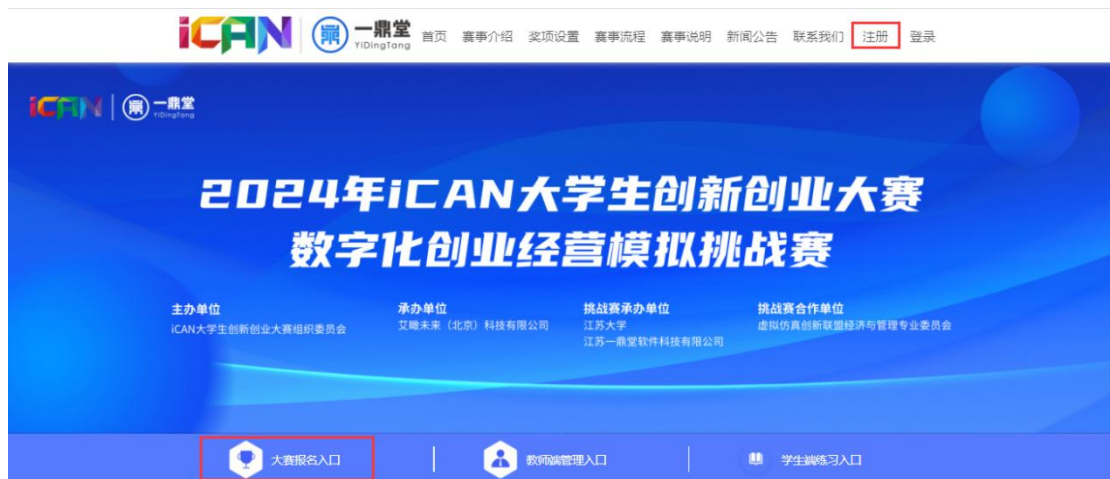 iCAN 一鼎堂 YiDingTang 首页 赛事介绍 奖项设置 赛事流程 赛事说明 新闻公告 联系我们 注册 登录
iCAN 一鼎堂 YiDingTang
2024年iCAN大学生创新创业大赛
数字化创业经营模拟挑战赛
主办单位 承办单位 挑战赛承办单位 挑战赛合作单位
iCAN大学生创新创业大赛组织委员会 艾瞰未来（北京）科技有限公司 江苏大学 虚拟仿真创新联盟经济与管理专业委员会
江苏一鼎堂软件科技有限公司
大赛报名入口 教师端管理入口 学生端练习入口